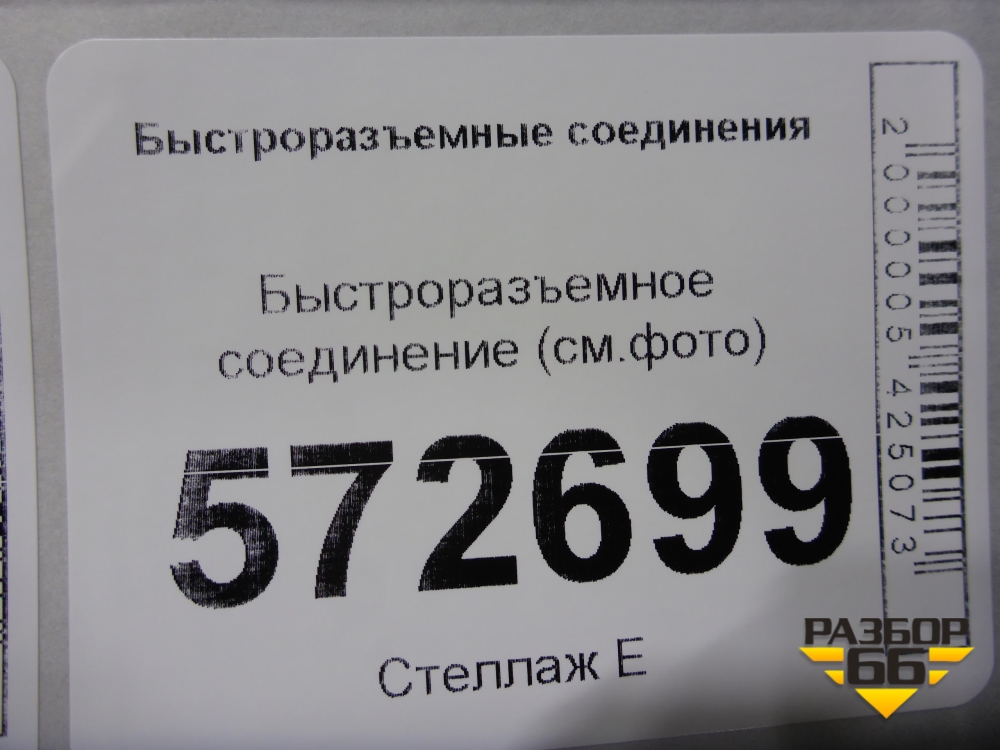 Быстроразъемные соединения
Быстроразъемное
соединение (см.фото)
572699
Стеллаж Е
2000005425073
РАЗБОР
66